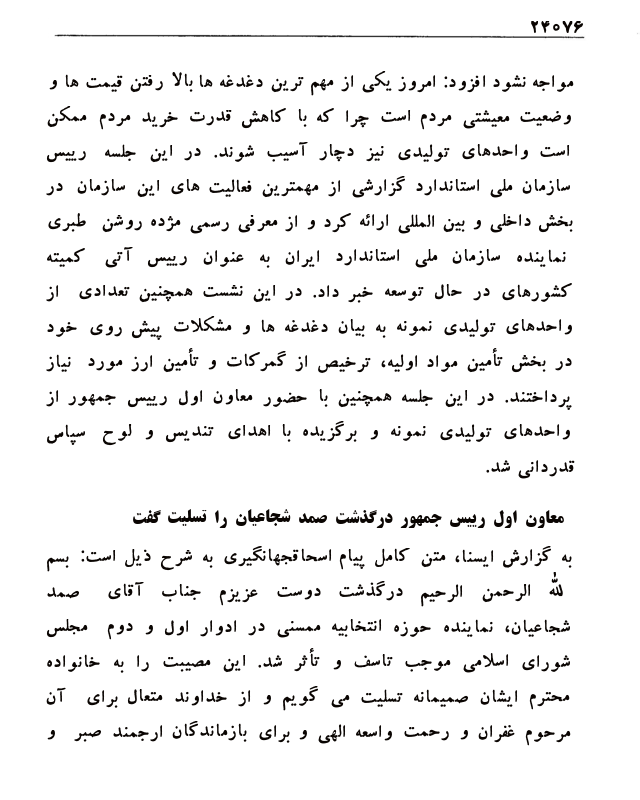 ۲۴۰۷۶
مواجه نشود افزود: امروز یکی از مهم ترین دغدغه ها بالا رفتن قیمت ها و
وضعیت معیشتی مردم است چرا که با کاهش قدرت خرید مردم ممکن
است واحدهای تولیدی نیز دچار آسیب شوند. در این جلسه رییس
سازمان ملی استاندارد گزارشی از مهمترین فعالیت های این سازمان در
بخش داخلی و بین المللی ارائه کرد و از معرفی رسمی مژده روشن طبری
نماینده سازمان ملی استاندارد ایران به عنوان رییس آتی کمیته
کشورهای در حال توسعه خبر داد. در این نشست همچنین تعدادی از
واحدهای تولیدی نمونه به بیان دغدغه ها و مشکلات پیش روی خود
در بخش تأمین مواد اولیه، ترخیص از گمرکات و تأمین ارز مورد نیاز
پرداختند. در این جلسه همچنین با حضور معاون اول رییس جمهور از
واحدهای تولیدی نمونه و برگزیده با اهدای تندیس و لوح سپاس
قدردانی شد.
معاون اول رییس جمهور درگذشت صمد شجاعیان را تسلیت گفت
به گزارش ایسنا، متن کامل پیام اسحاقجهانگیری به شرح ذیل است: بسم
لله الرحمن الرحیم درگذشت دوست عزیزم جناب آقای صمد
شجاعیان، نماینده حوزه انتخابیه ممسنی در ادوار اول و دوم مجلس
شورای اسلامی موجب تاسف و تأثر شد. این مصیبت را به خانواده
محترم ایشان صمیمانه تسلیت می گویم و از خداوند متعال برای آن
مرحوم غفران و رحمت واسعه الهی و برای بازماندگان ارجمند صبر و